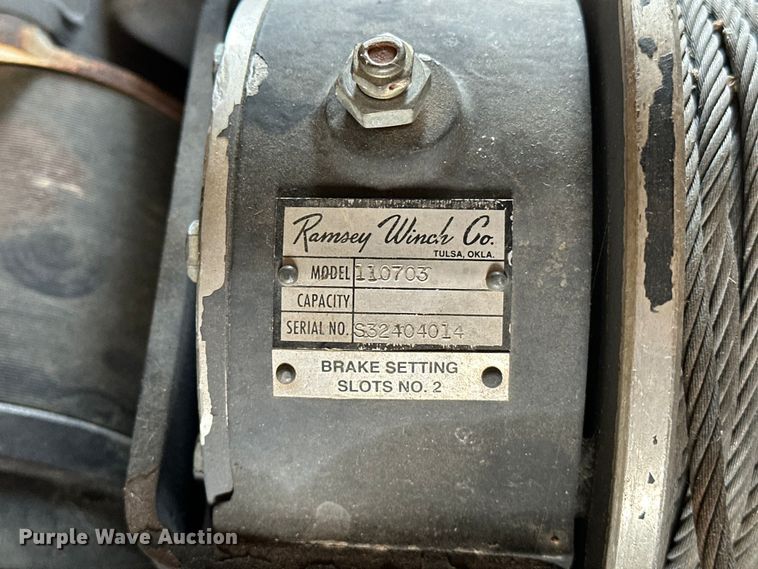 Ramsey Winch Co.
TULSA, OKLA.
MODEL 110703
CAPACITY
SERIAL NO. S32404014
BRAKE SETTING
SLOTS NO. 2
Purple Wave Auction